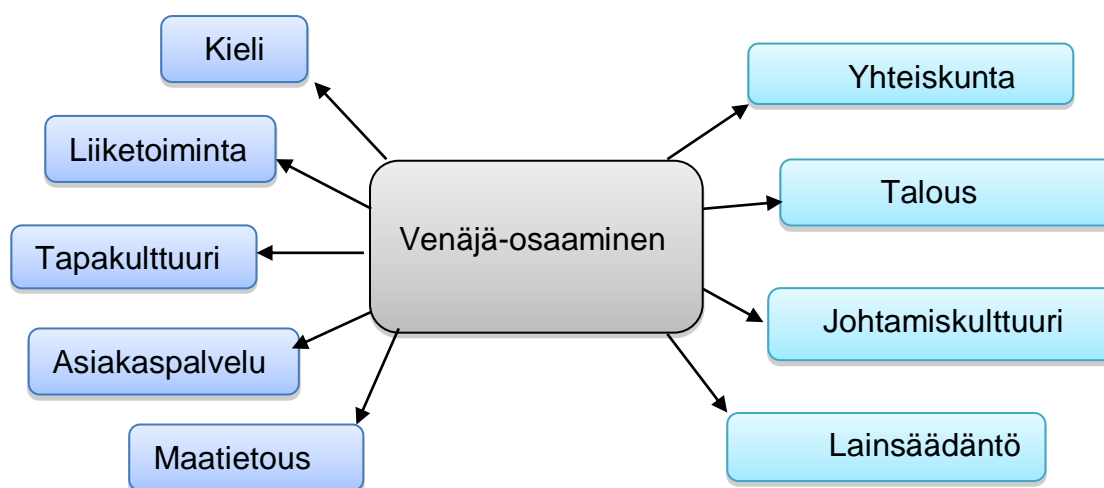 Kieli
Liiketoiminta
Tapakulttuuri
Asiakaspalvelu
Maatietous
Venäjä-osaaminen
Yhteiskunta
Talous
Johtamiskulttuuri
Lainsäädäntö